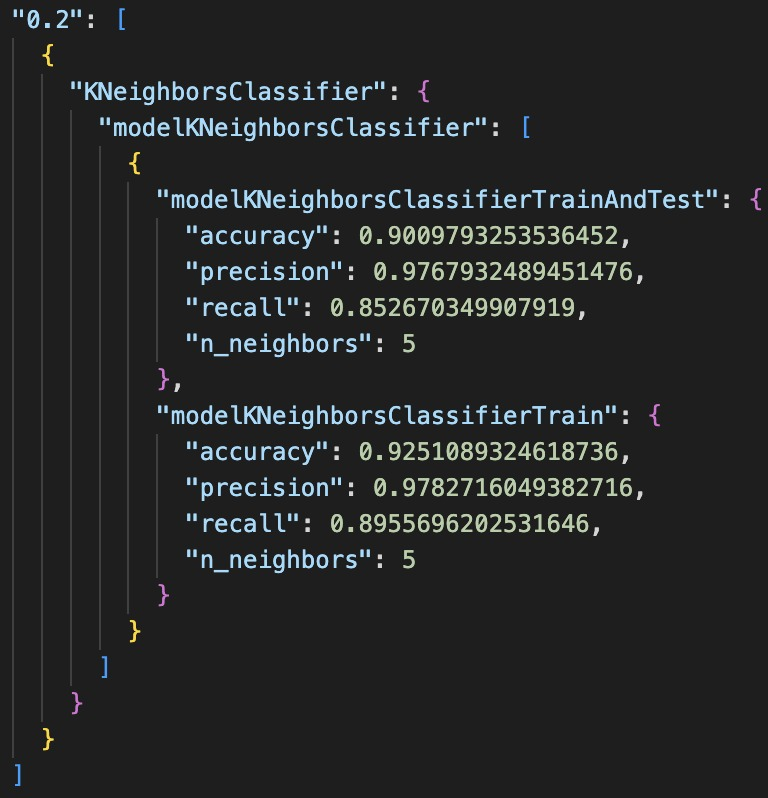 "0.2": [
{
"KNeighborsClassifier": {
"modelKNeighborsClassifier": [
{
"modelKNeighborsClassifierTrainAndTest": {
"accuracy": 0.9009793253536452,
"precision": 0.9767932489451476,
"recall": 0.852670349907919,
"n_neighbors": 5
},
"modelKNeighborsClassifierTrain": {
"accuracy": 0.9251089324618736,
"precision": 0.9782716049382716,
"recall": 0.8955696202531646,
"n_neighbors": 5
}
}
]
}
}
]